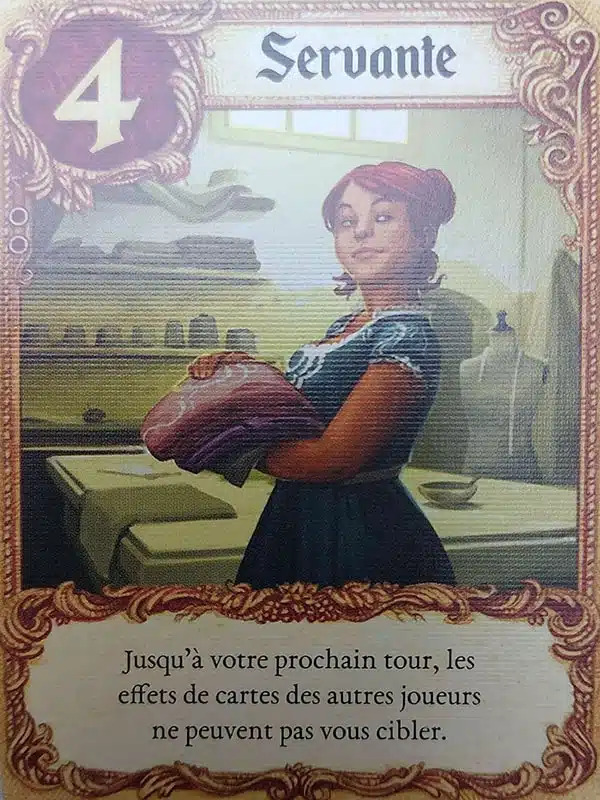 4
Servante
Jusqu'à votre prochain tour, les
effets de cartes des autres joueurs
ne peuvent pas vous cibler.